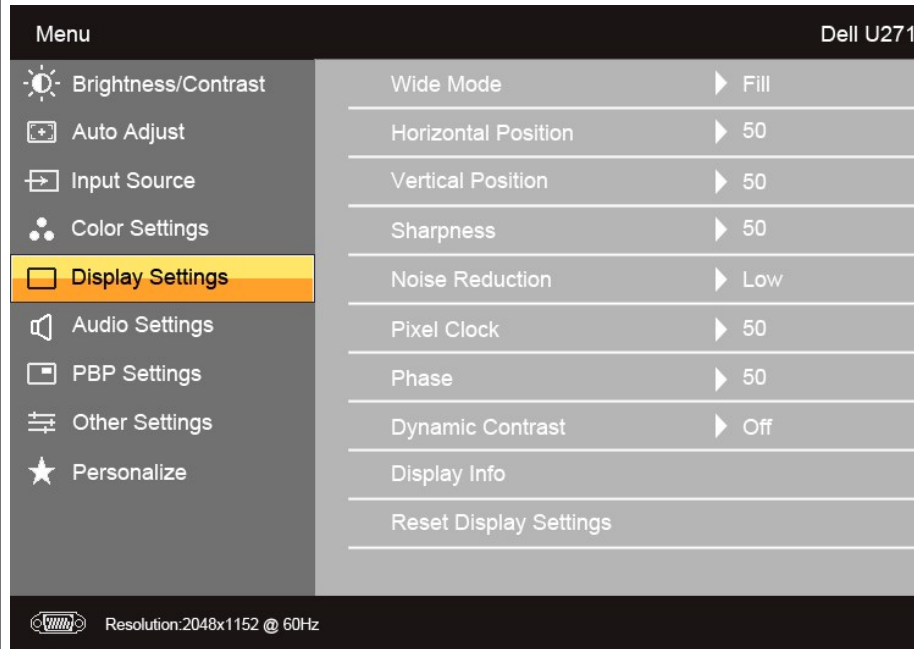 Menu Dell U271
Brightness/Contrast Wide Mode Fill
Auto Adjust Horizontal Position 50
Input Source Vertical Position 50
Color Settings Sharpness 50
Display Settings Noise Reduction Low
Audio Settings Pixel Clock 50
PBP Settings Phase 50
Other Settings Dynamic Contrast Off
Personalize Display Info
Reset Display Settings
Resolution:2048x1152 @ 60Hz